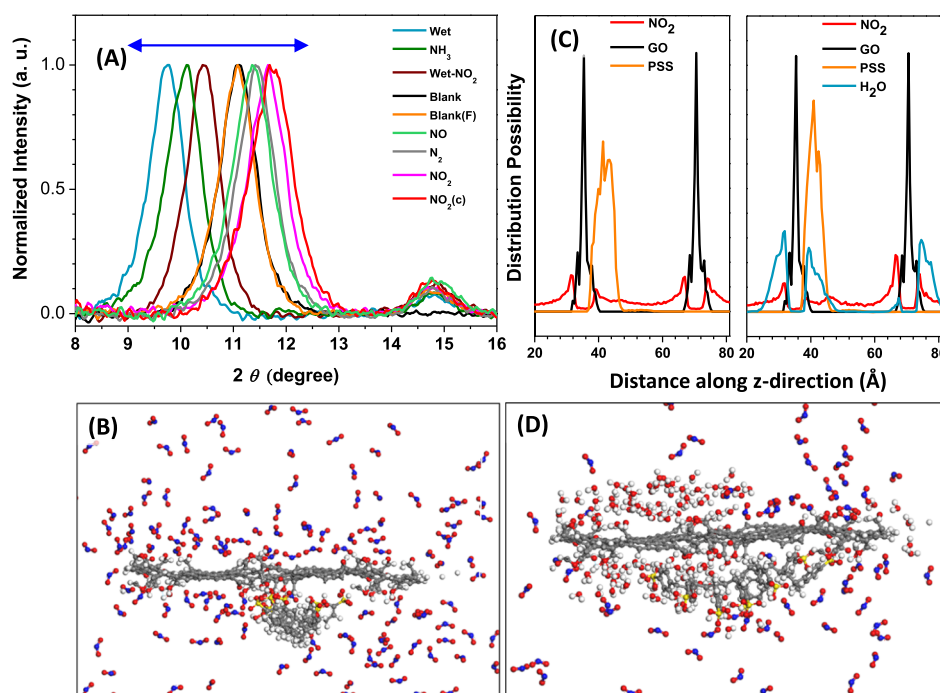 (A)
Wet
NH3
Wet-NO2
Blank
Blank(F)
NO
N2
NO2
NO2(c)
Normalized Intensity (a. u.)
1.0
0.5
0.0
8 9 10 11 12 13 14 15 16
2 θ (degree)
(C)
NO2
GO
PSS
NO2
GO
PSS
H2O
Distribution Possibility
20 40 60 80
20 40 60 80
Distance along z-direction (Å)
(B)
(D)